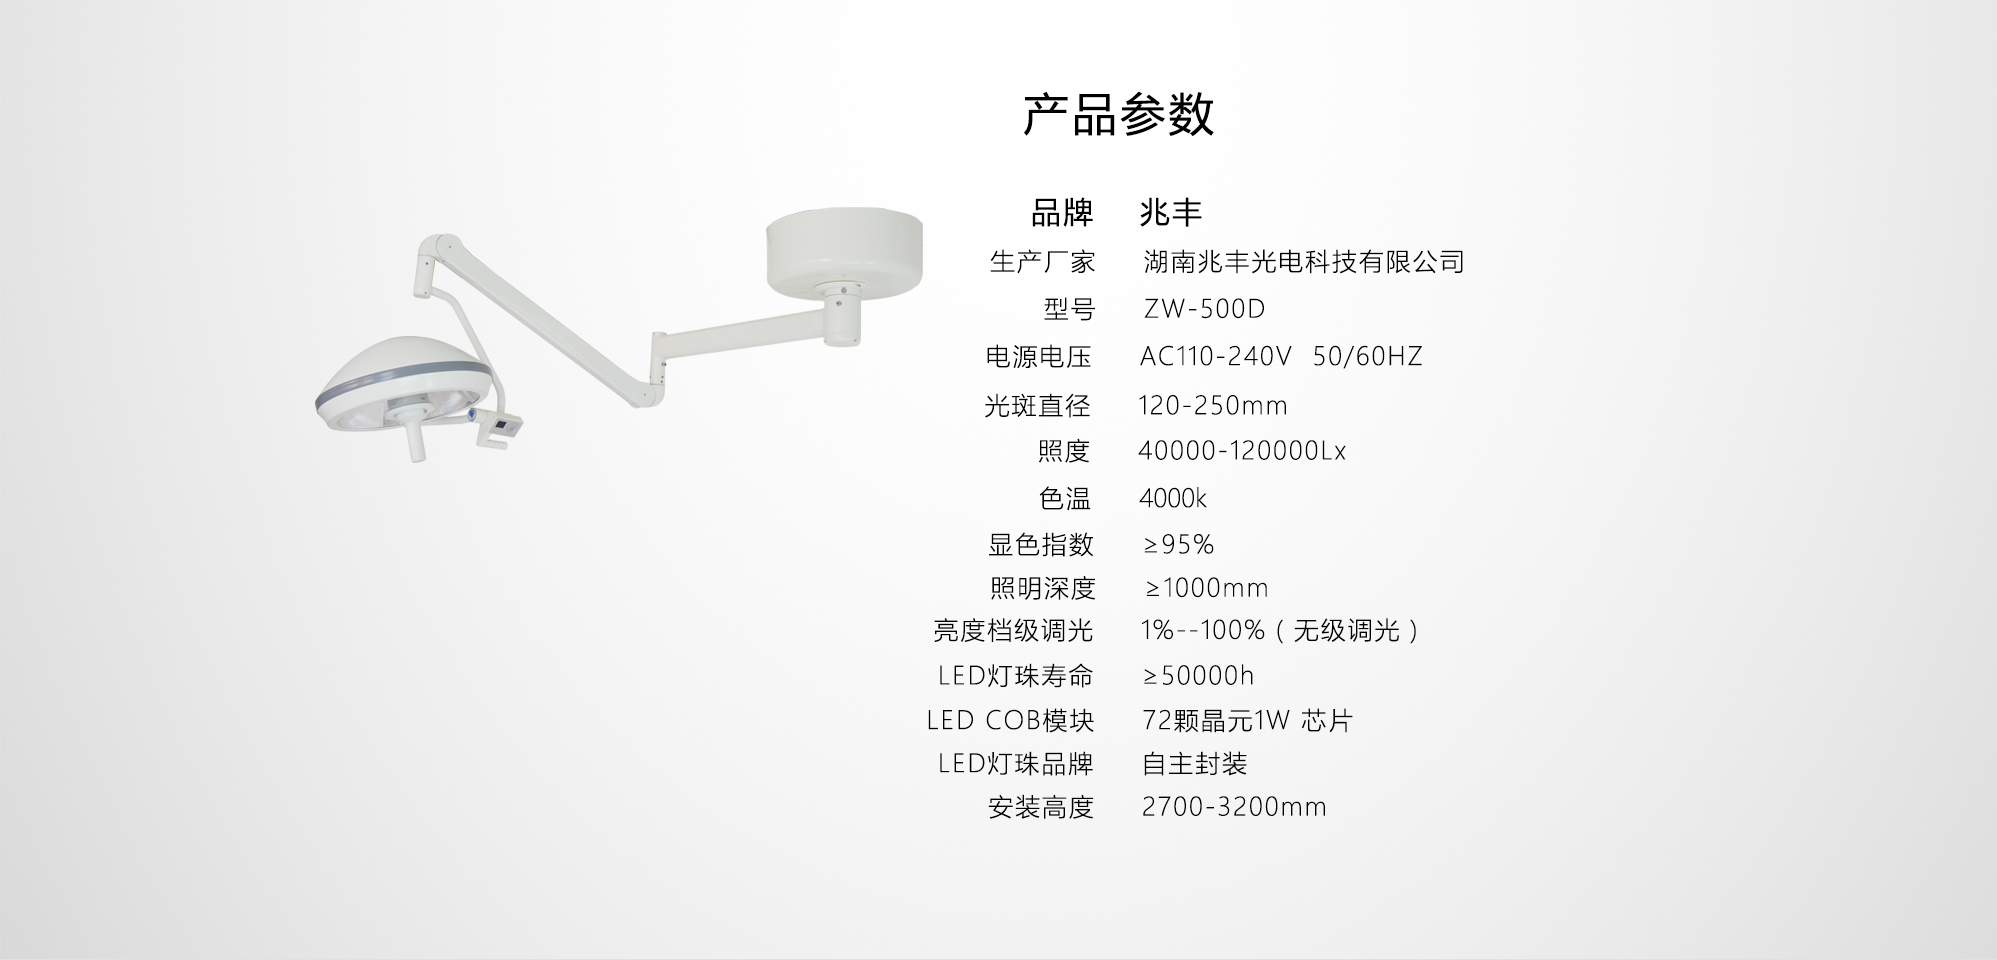 产品参数
品牌 兆丰
生产厂家 湖南兆丰光电科技有限公司
型号 ZW-500D
电源电压 AC110-240V 50/60HZ
光斑直径 120-250mm
照度 40000-120000Lx
色温 4000k
显色指数 ≥95%
照明深度 ≥1000mm
亮度档级调光 1%--100%（无级调光）
LED灯珠寿命 ≥50000h
LED COB模块 72颗晶元1W 芯片
LED灯珠品牌 自主封装
安装高度 2700-3200mm